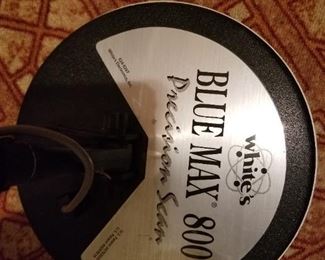 White's
BLUE MAX® 800
Precision Scan